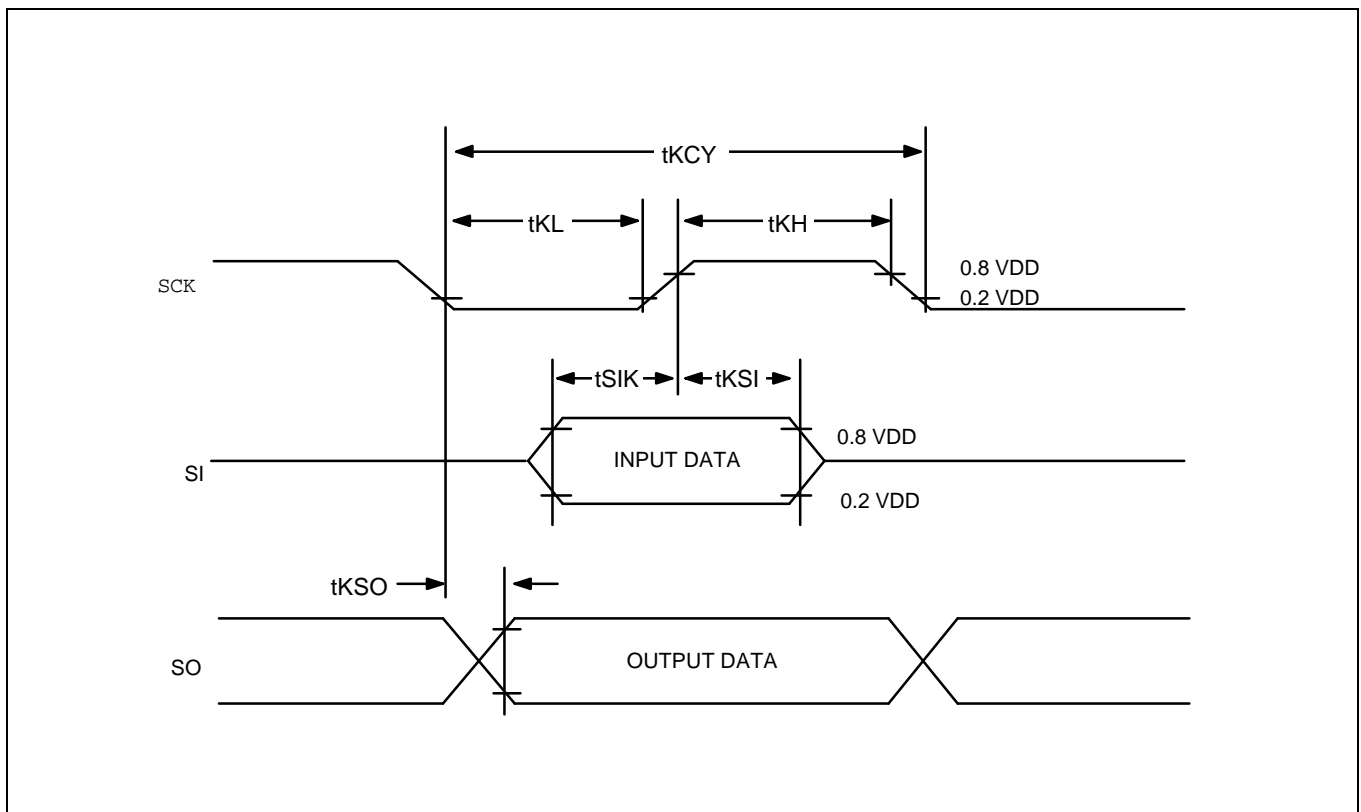 tKCY
tKL
tKH
SCK
0.8 VDD
0.2 VDD
tSIK
tKSI
SI
INPUT DATA
0.8 VDD
0.2 VDD
tKSO
SO
OUTPUT DATA